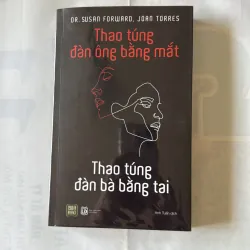 DR. SUSAN FORWARD, JOAN TORRES
Thao túng
đàn ông bằng mắt
Thao túng
đàn bà bằng tai